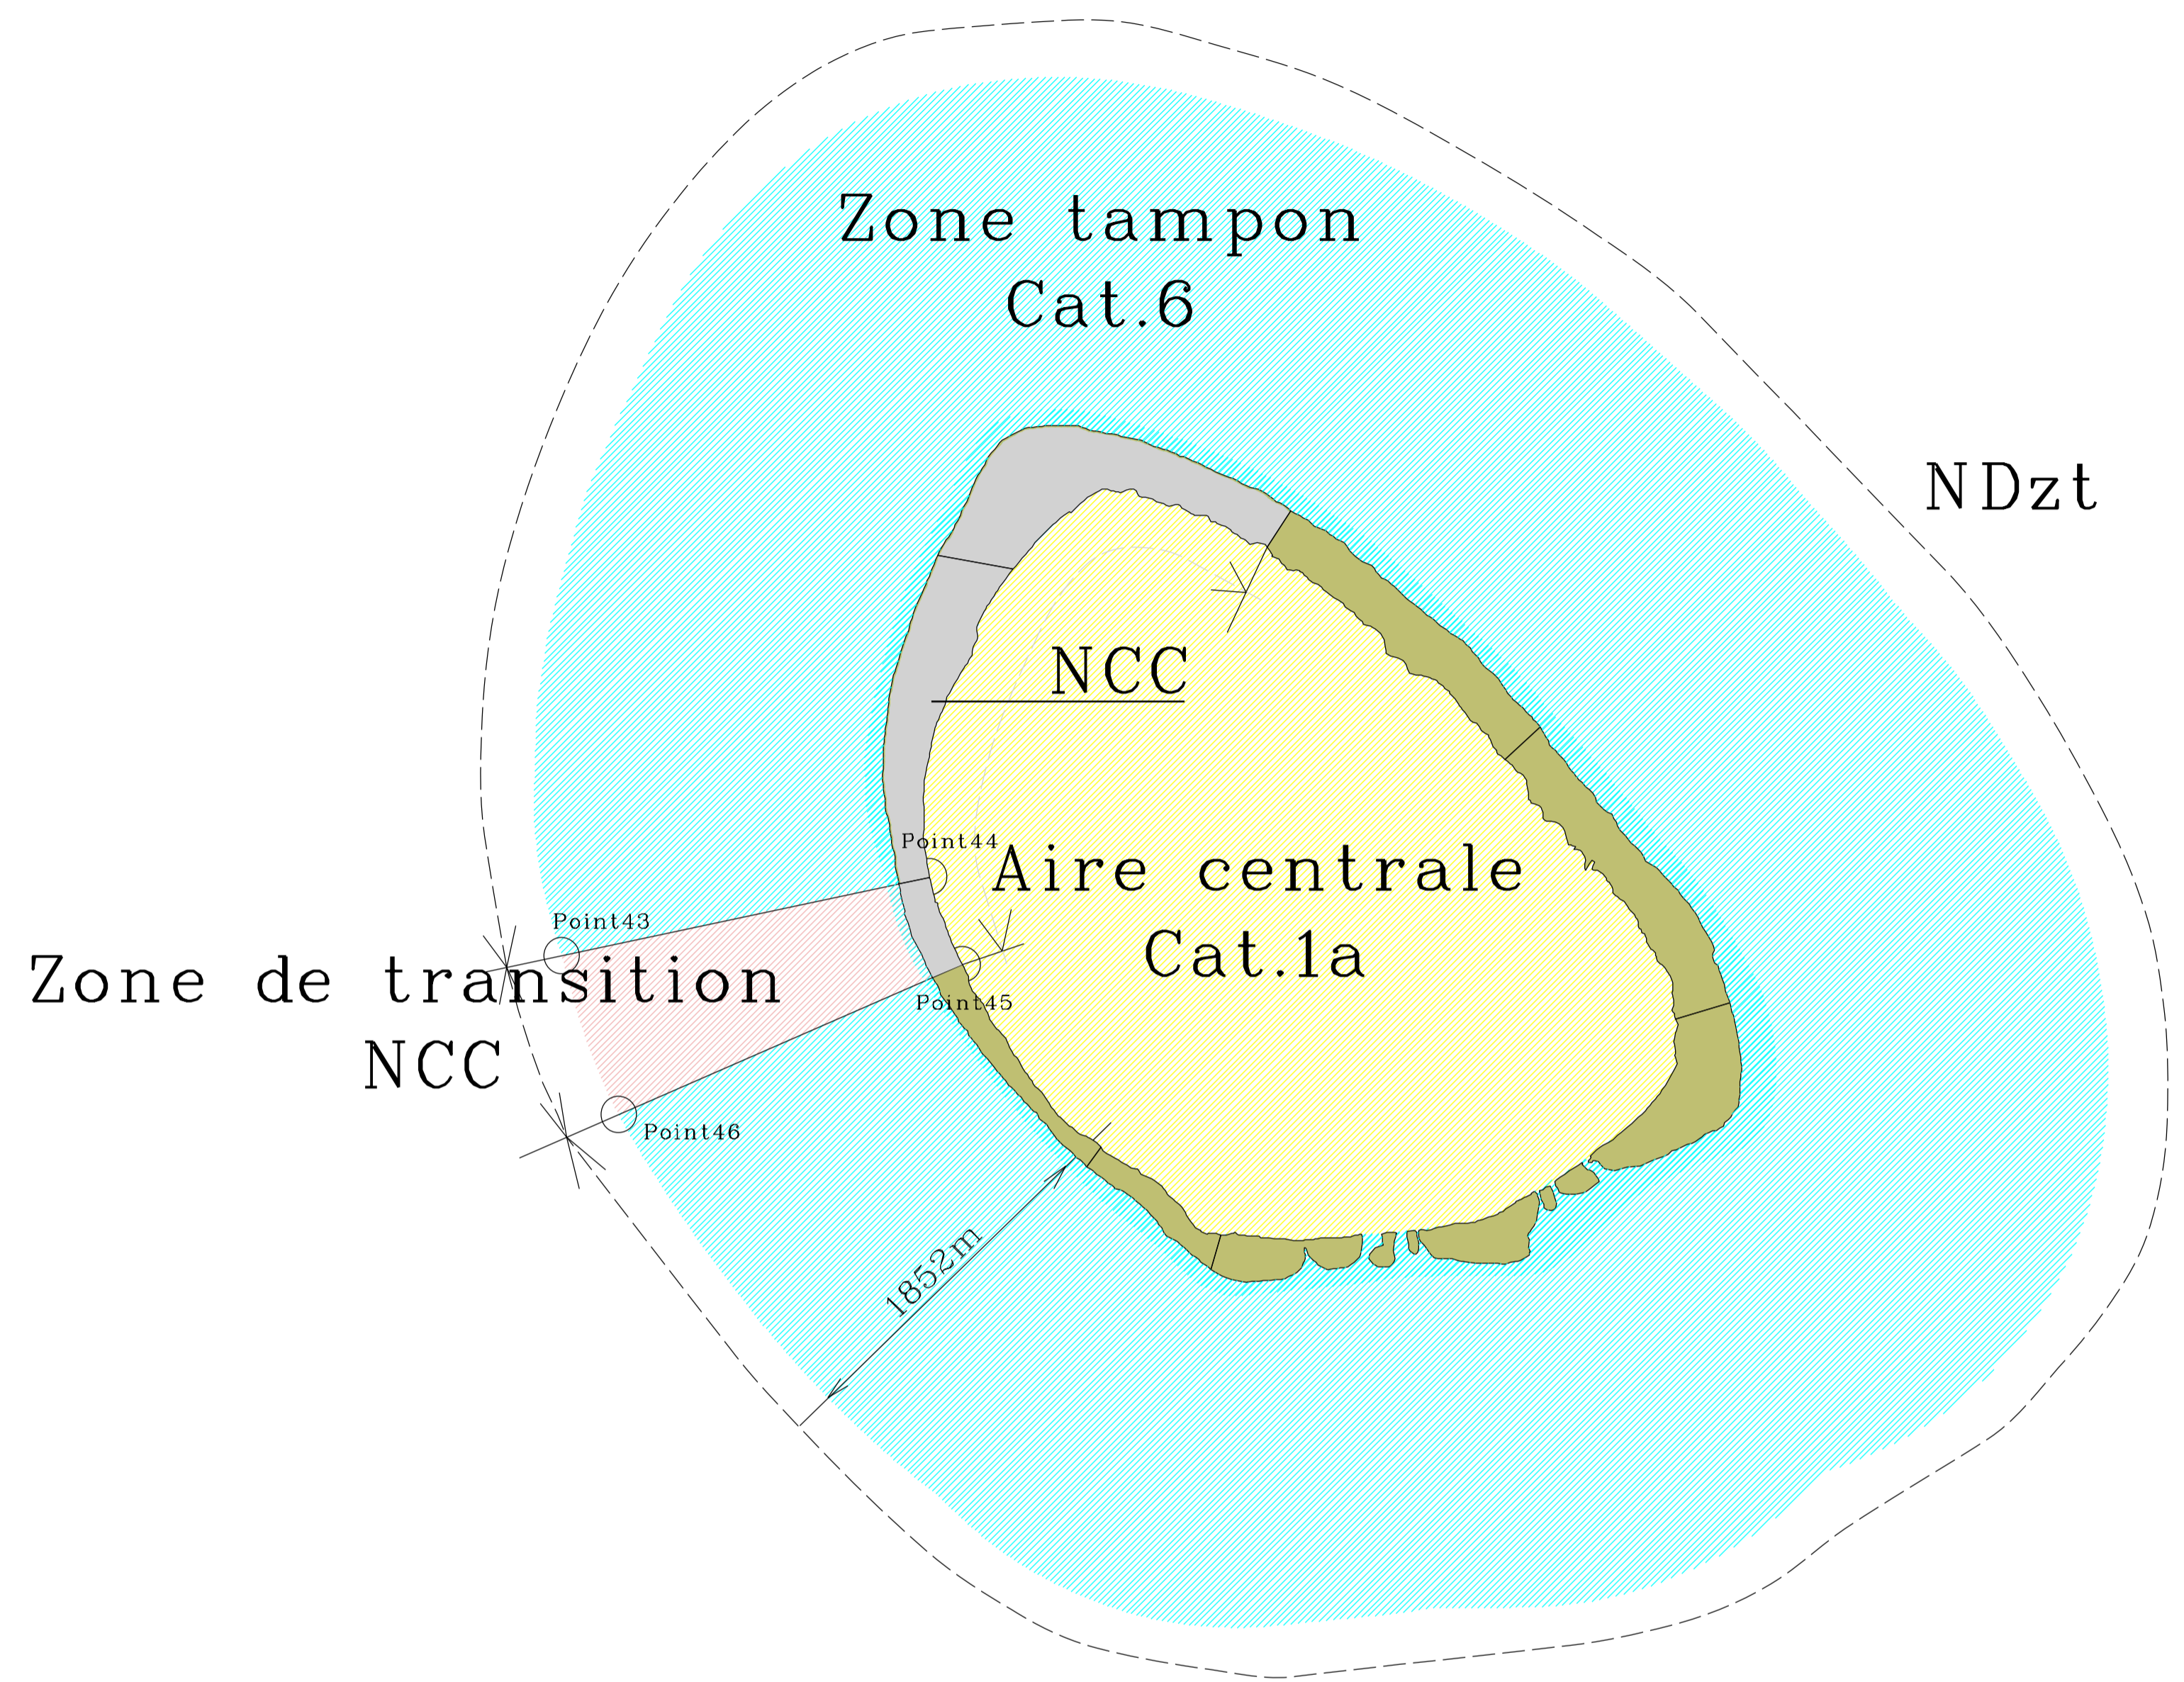 Zone tampon
Cat.6
NDzt
NCC
Point44
Aire centrale
Cat.1a
Point43
Zone de transition
NCC
Point45
Point46
1852m